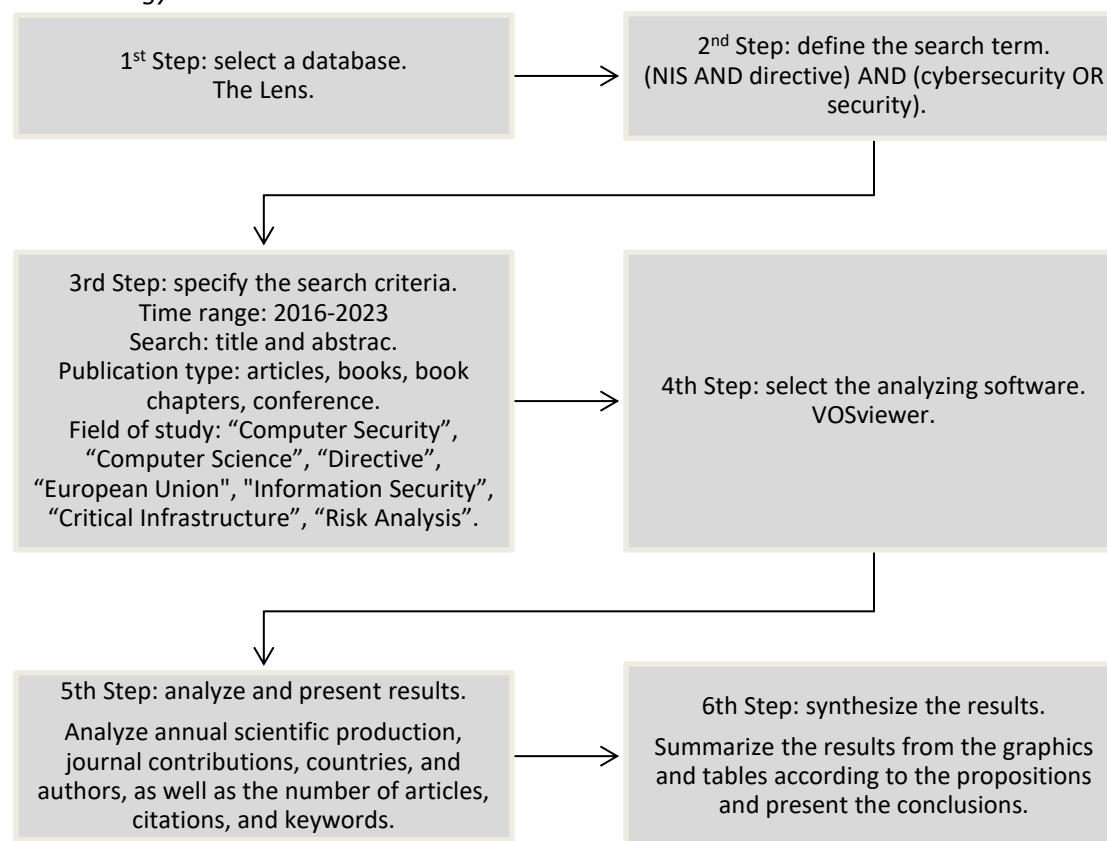 1st Step: select a database.
The Lens.
2nd Step: define the search term.
(NIS AND directive) AND (cybersecurity OR
security).
3rd Step: specify the search criteria.
Time range: 2016-2023
Search: title and abstrac.
Publication type: articles, books, book
chapters, conference.
Field of study: “Computer Security”,
“Computer Science”, “Directive”,
“European Union", "Information Security”,
“Critical Infrastructure”, “Risk Analysis”.
4th Step: select the analyzing software.
VOSviewer.
5th Step: analyze and present results.
Analyze annual scientific production,
journal contributions, countries, and
authors, as well as the number of articles,
citations, and keywords.
6th Step: synthesize the results.
Summarize the results from the graphics
and tables according to the propositions
and present the conclusions.